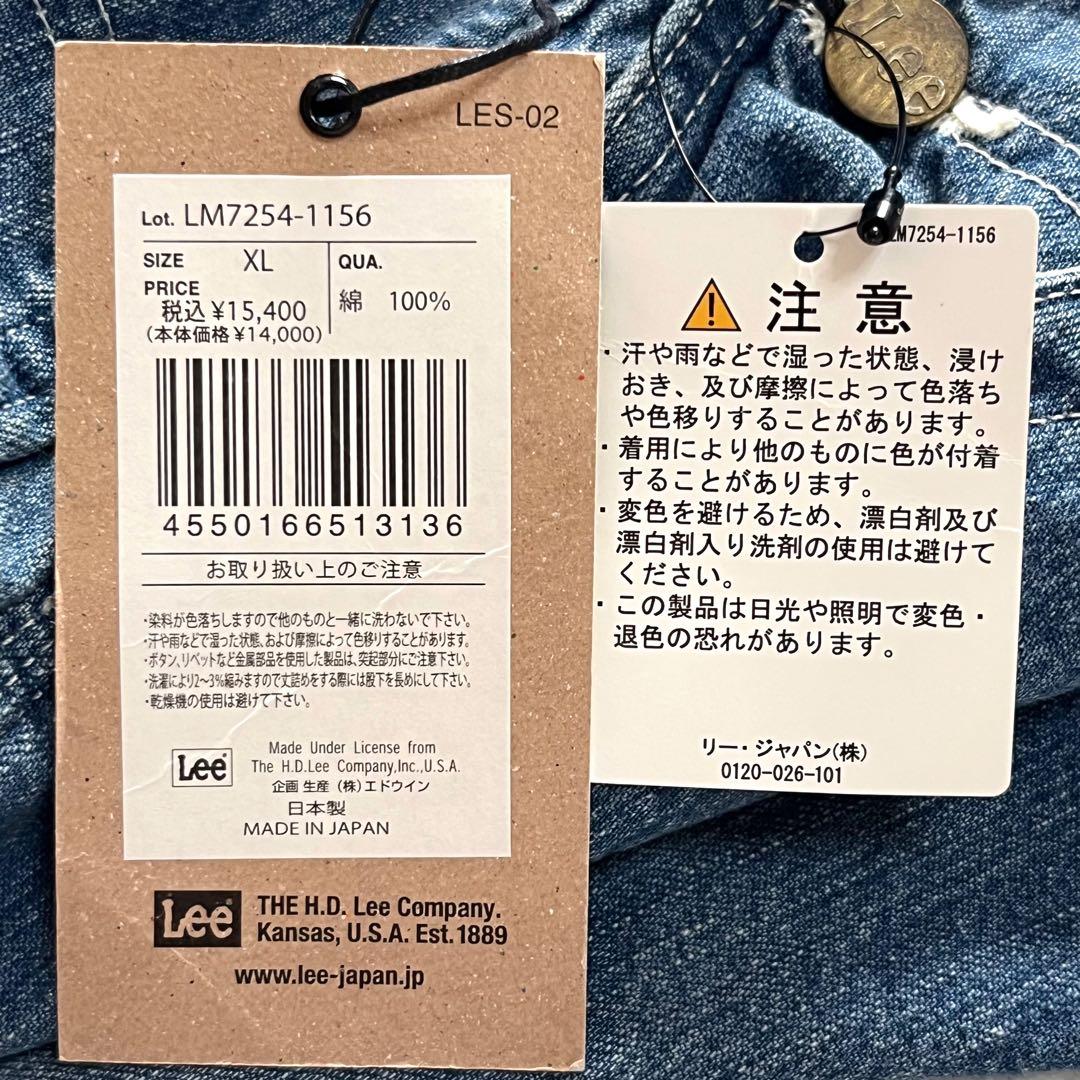 LES-02
Lot. LM7254-1156
SIZE XL
QUA.
綿 100%
PRICE
税込¥15,400
(本体価格¥14,000)
4550166513136
お取り扱い上のご注意
・染料が色落ちしますので他のものと一緒に洗わないで下さい。
・汗や雨などで湿った状態、および摩擦によって色移りすることがあります。
・ボタン、リベットなど金属部品を使用した製品は、突起部分にご注意下さい。
・洗濯により2〜3%縮みますので丈詰めをする際には股下を長めにして下さい。
・乾燥機の使用は避けて下さい。
Lee
Made Under License from
The H.D.Lee Company,Inc.,U.S.A.
企画 生産 (株)エドウイン
日本製
MADE IN JAPAN
Lee
THE H.D. Lee Company.
Kansas, U.S.A. Est.1889
www.lee-japan.jp
Lee
LM7254-1156
注意
・汗や雨などで湿った状態、浸け
おき、及び摩擦によって色落ち
や色移りすることがあります。
・着用により他のものに色が付着
することがあります。
・変色を避けるため、漂白剤及び
漂白剤入り洗剤の使用は避けて
ください。
・この製品は日光や照明で変色・
退色の恐れがあります。
リー・ジャパン(株)
0120-026-101